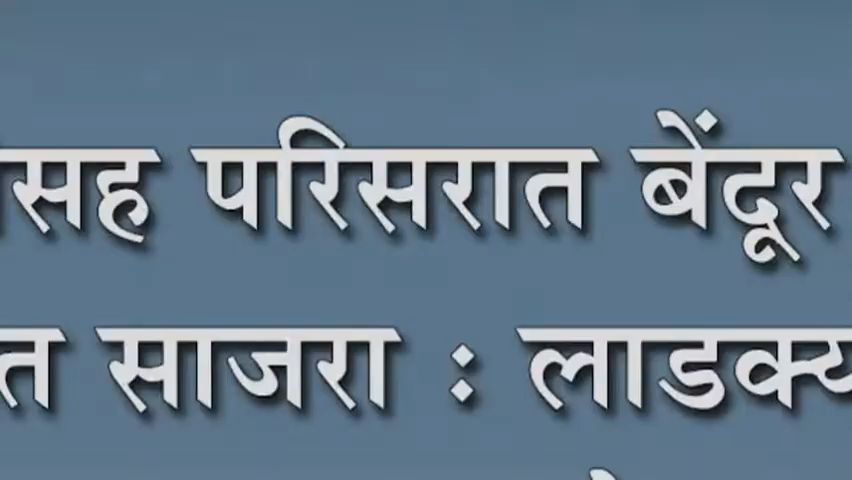 सह परिसरात बेंदूर
त साजरा : लाडक्य